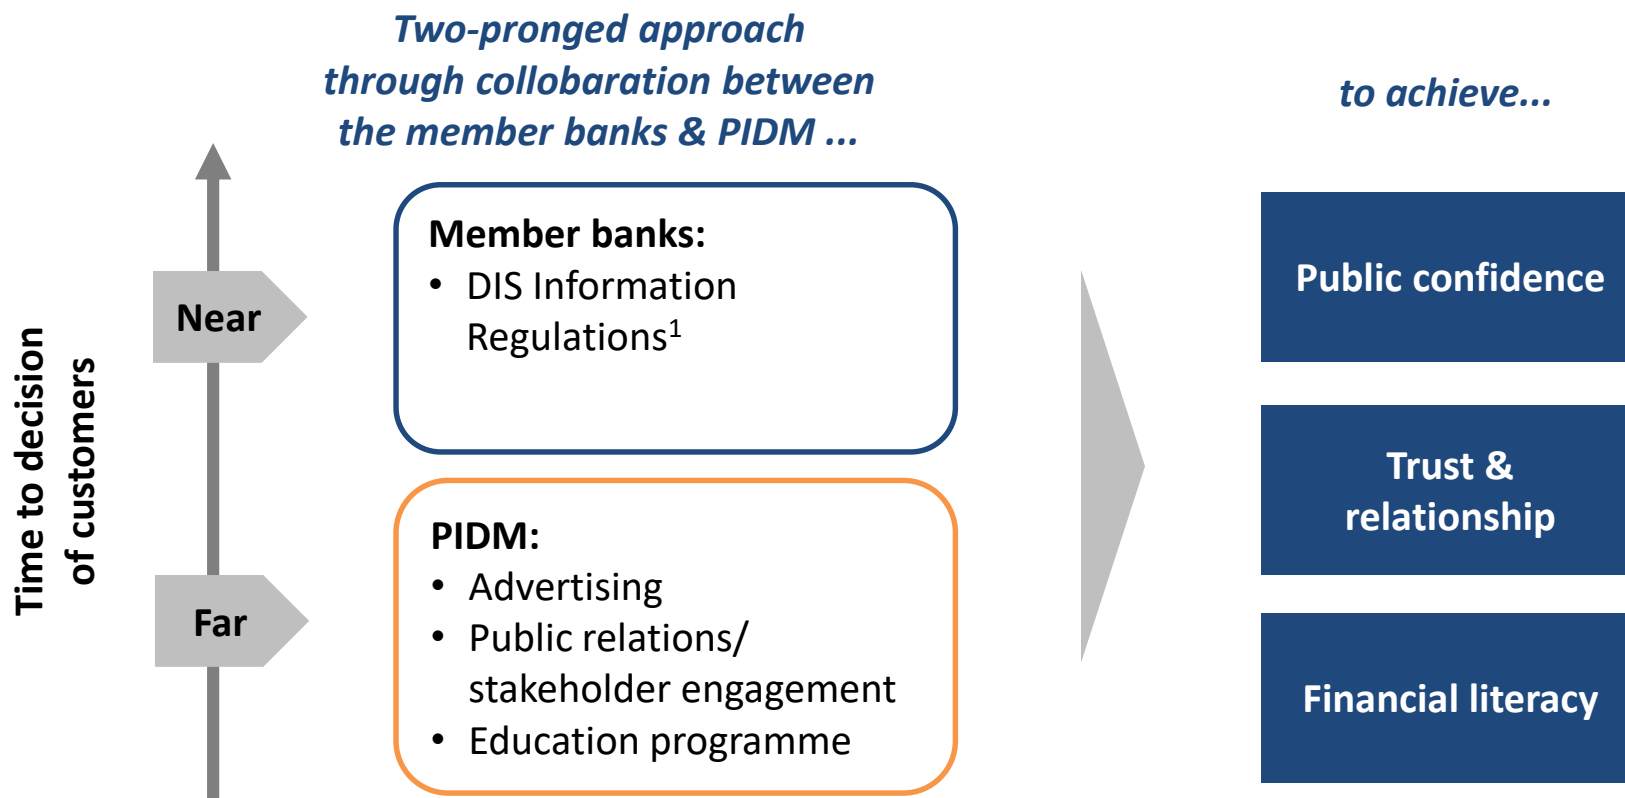 Two-pronged approach
through collobaration between
the member banks & PIDM ...
to achieve...
Time to decision
of customers
Near
Member banks:
• DIS Information
Regulations¹
Far
PIDM:
• Advertising
• Public relations/
stakeholder engagement
• Education programme
Public confidence
Trust &
relationship
Financial literacy